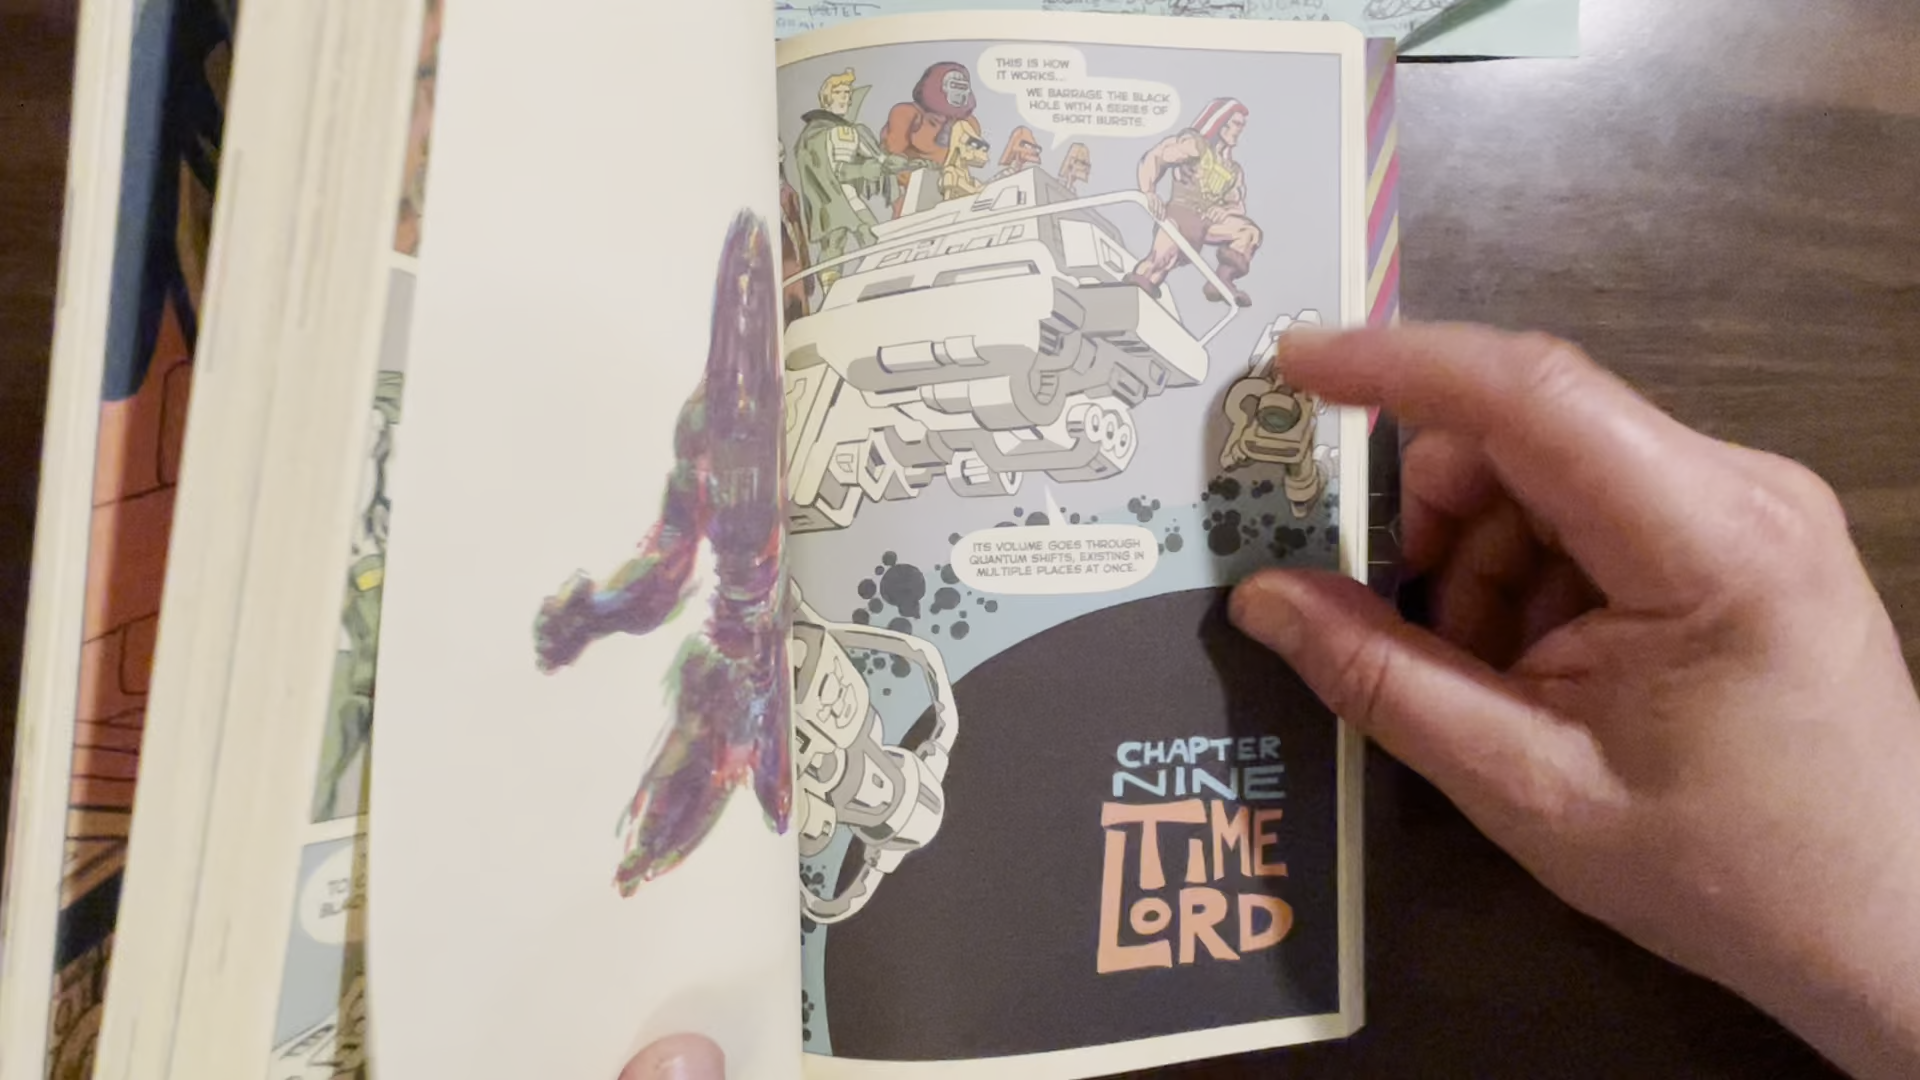 THIS IS HOW
IT WORKS...
WE BARRAGE THE BLACK
HOLE WITH A SERIES OF
SHORT BURSTS.
ITS VOLUME GOES THROUGH
QUANTUM SHIFTS, EXISTING IN
MULTIPLE PLACES AT ONCE.
CHAPTER
NINE
TIME
LORD